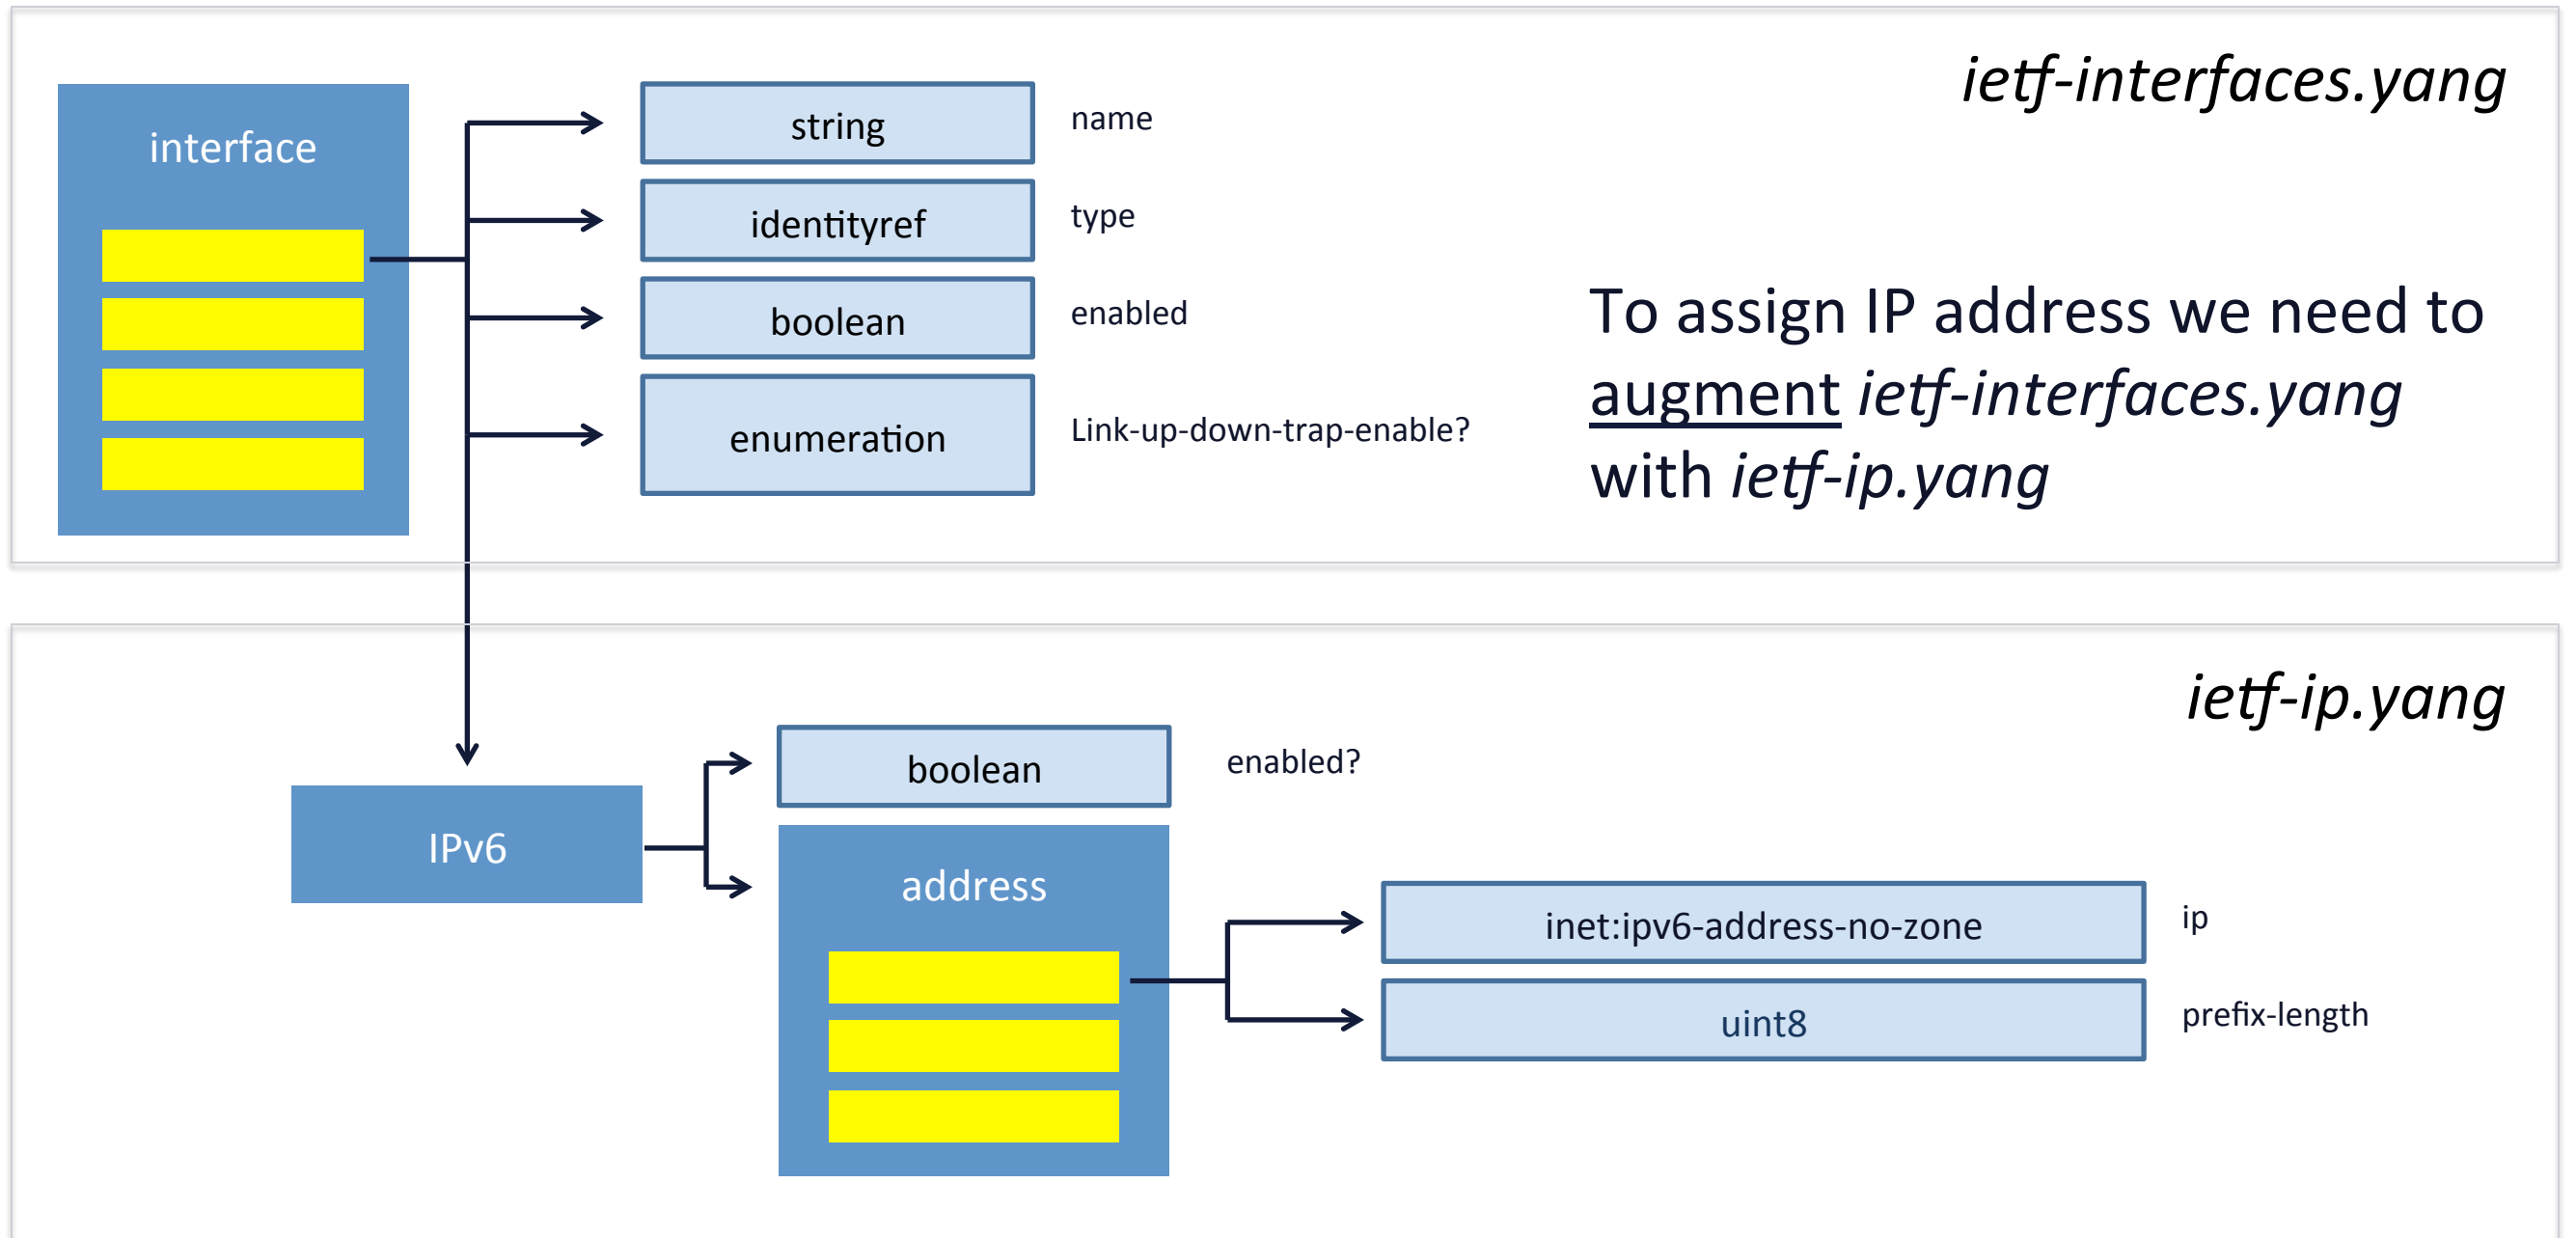 ietf-interfaces.yang
interface
string
name
identityref
type
boolean
enabled
enumeration
Link-up-down-trap-enable?
To assign IP address we need to
augment ietf-interfaces.yang
with ietf-ip.yang
ietf-ip.yang
IPv6
boolean
enabled?
address
inet:ipv6-address-no-zone
ip
uint8
prefix-length